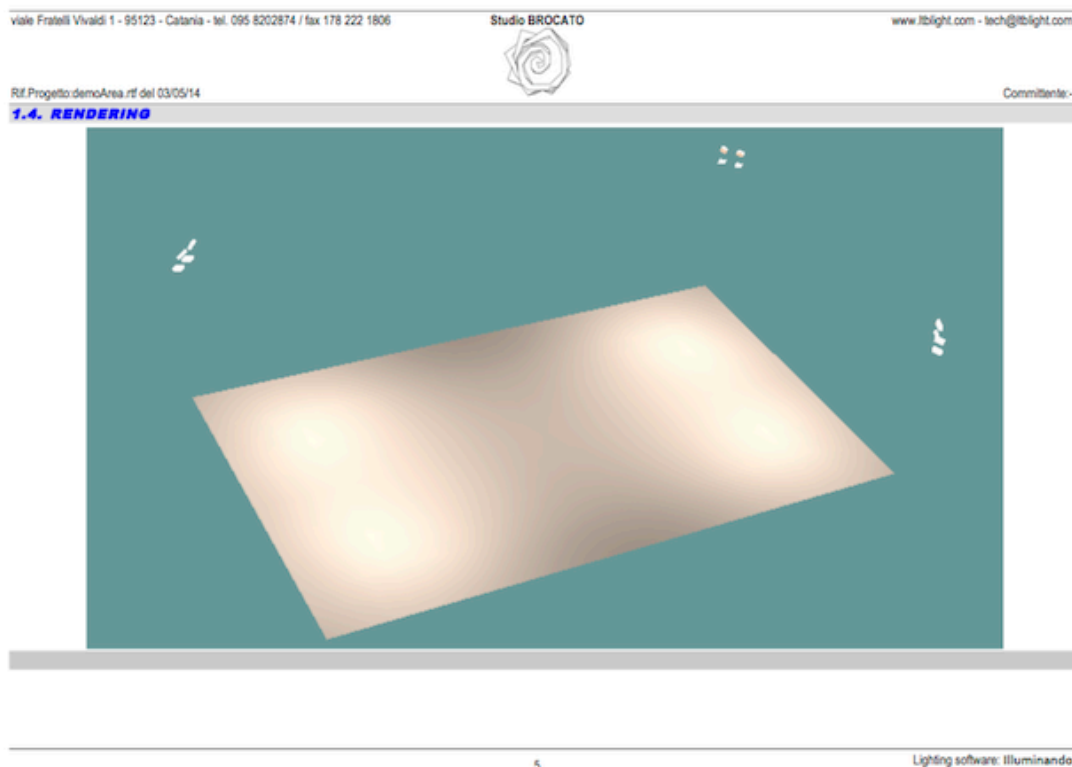 viale Fratelli Vivaldi 1 - 95123 - Catania - tel. 095 8202874 / fax 178 222 1806
Studio BROCATO
www.ltblight.com - tech@ltblight.com
Rif.Progetto:demoArea.rtf del 03/05/14
Committente:-
1.4. RENDERING
5
Lighting software: Illuminando